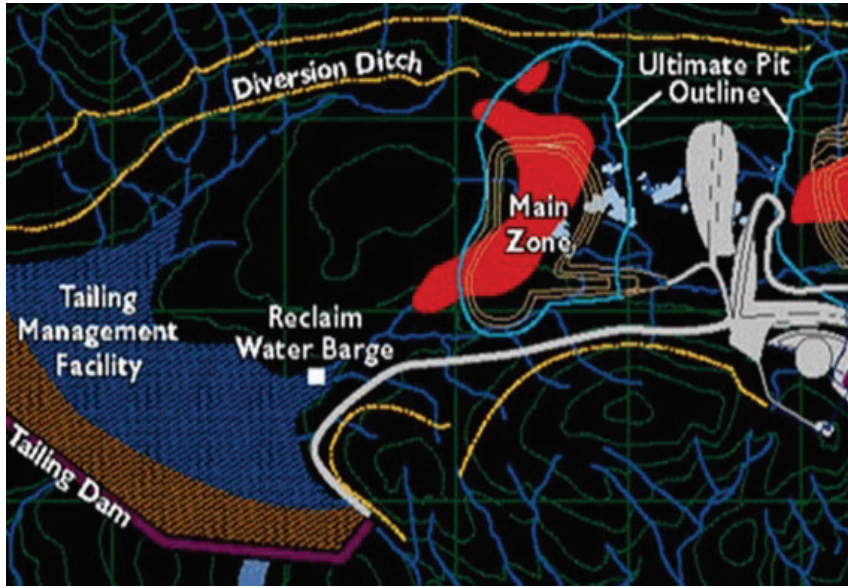 Diversion Ditch
Ultimate Pit
Outline
Main
Zone
Tailing
Management
Facility
Reclaim
Water Barge
Tailing Dam